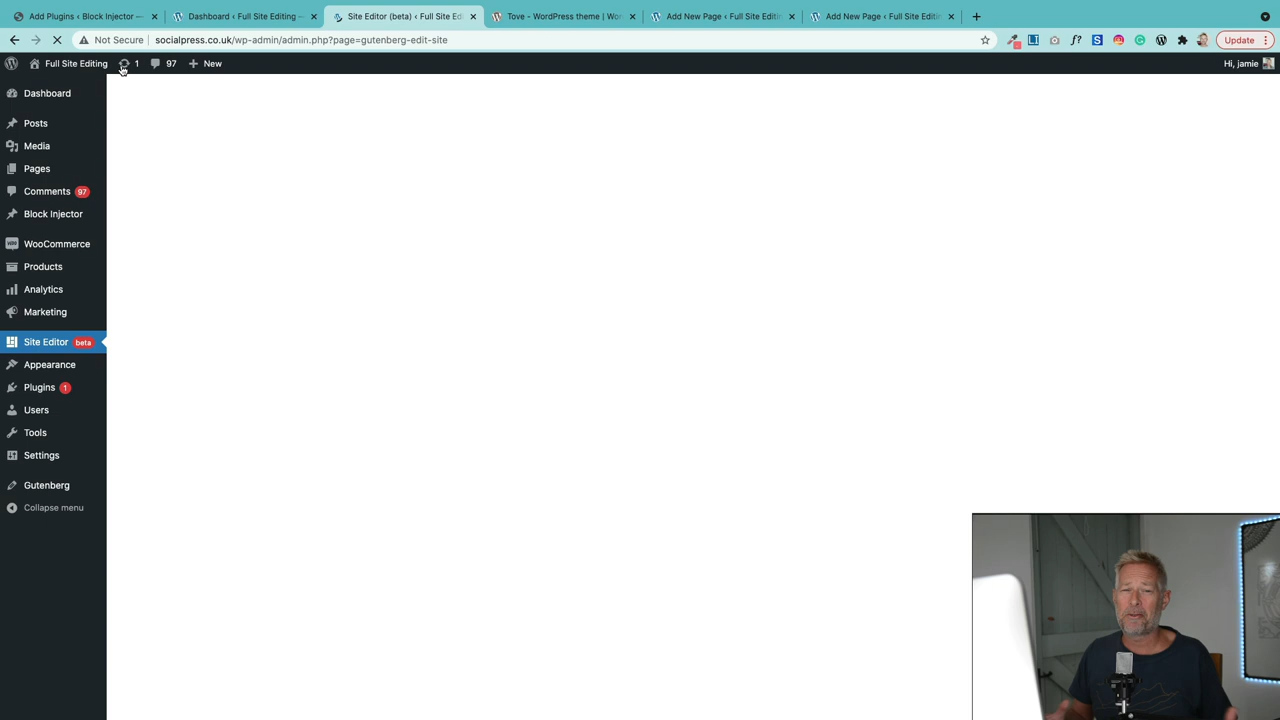 Add Plugins ‹ Block Injector —
Dashboard ‹ Full Site Editing —
Site Editor (beta) ‹ Full Site Ed
Tove - WordPress theme | Wor
Add New Page ‹ Full Site Editin
Add New Page ‹ Full Site Editin
Not Secure
socialpress.co.uk/wp-admin/admin.php?page=gutenberg-edit-site
f?
S
Update
Full Site Editing
1
97
New
Hi, jamie
Dashboard
Posts
Media
Pages
Comments 97
Block Injector
WooCommerce
Products
Analytics
Marketing
Site Editor beta
Appearance
Plugins 1
Users
Tools
Settings
Gutenberg
Collapse menu